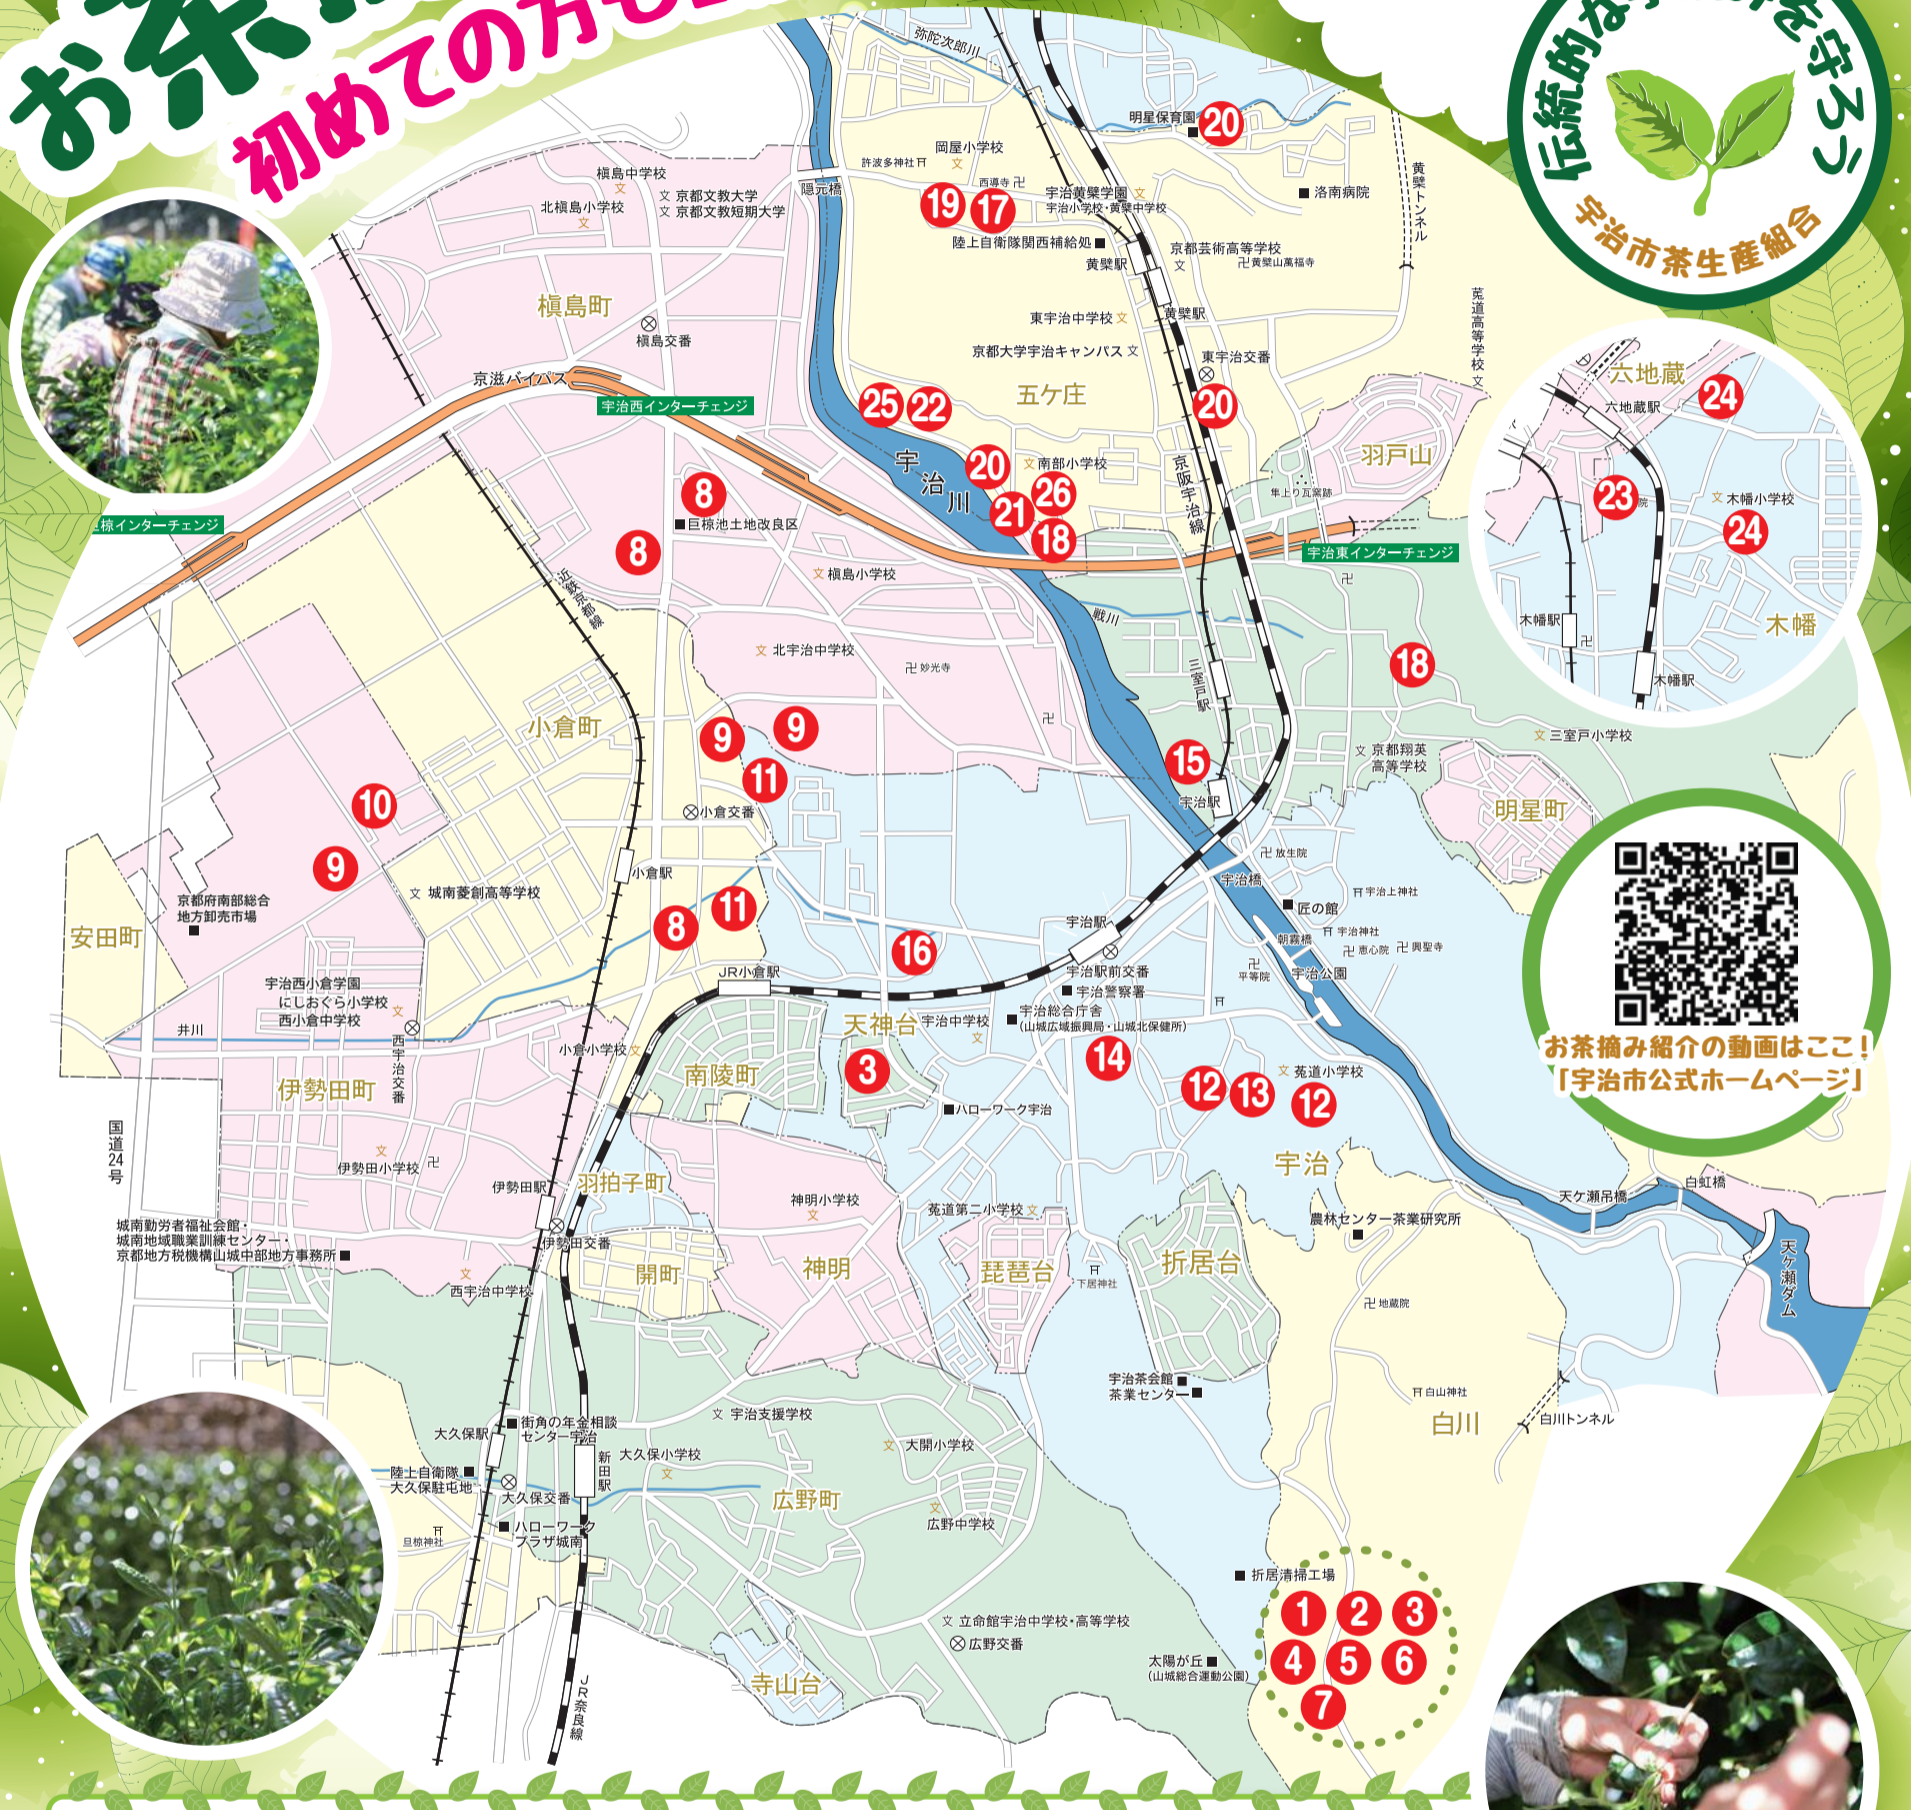 お茶
初めての方も
伝統的な
を守ろう
宇治市茶生産組合
弥陀次郎川
明星保育園
20
岡屋小学校
許波多神社
西導寺
槇島中学校
京都文教大学
京都文教短期大学
北槇島小学校
隠元橋
19
17
宇治黄檗学園
宇治小学校・黄檗中学校
洛南病院
黄檗トンネル
陸上自衛隊関西補給処
黄檗駅
京都芸術高等学校
黄檗山萬福寺
槇島町
槇島交番
東宇治中学校
黄檗駅
莵道高等学校
京都大学宇治キャンパス
東宇治交番
京滋バイパス
宇治西インターチェンジ
五ケ庄
25
22
20
羽戸山
六地蔵
六地蔵駅
24
宇治川
20
南部小学校
京阪宇治線
隼上り瓦窯跡
8
26
21
18
23
院
木幡小学校
24
巨椋池土地改良区
椋インターチェンジ
8
宇治東インターチェンジ
槇島小学校
近鉄京都線
戦川
木幡駅
木幡
木幡駅
北宇治中学校
妙光寺
三室戸駅
18
小倉町
9
9
三室戸小学校
11
15
京都翔英
高等学校
10
小倉交番
宇治駅
明星町
放生院
9
小倉駅
宇治橋
宇治上神社
城南菱創高等学校
京都府南部総合
地方卸売市場
8
11
宇治駅
匠の館
安田町
16
朝霧橋
宇治神社
恵心院
興聖寺
宇治駅前交番
平等院
宇治公園
JR小倉駅
宇治警察署
宇治西小倉学園
にしおぐら小学校
西小倉中学校
井川
天神台
宇治中学校
宇治総合庁舎
(山城広域振興局・山城北保健所)
お茶摘み紹介の動画はここ!
「宇治市公式ホームページ」
西宇治交番
小倉小学校
南陵町
3
14
12
13
菟道小学校
12
伊勢田町
ハローワーク宇治
国道24号
伊勢田小学校
宇治
伊勢田駅
羽拍子町
神明小学校
菟道第二小学校
天ケ瀬吊橋
白虹橋
城南勤労者福祉会館・
城南地域職業訓練センター・
京都地方税機構山城中部地方事務所
伊勢田交番
農林センター茶業研究所
開町
神明
琵琶台
折居台
下居神社
天ケ瀬ダム
西宇治中学校
地蔵院
宇治茶会館
茶業センター
白山神社
白川
白川トンネル
宇治支援学校
街角の年金相談
センター宇治
大久保駅
大久保小学校
大開小学校
新田駅
陸上自衛隊
大久保駐屯地
大久保交番
広野町
広野中学校
ハローワーク
プラザ城南
旦椋神社
折居清掃工場
1
2
3
立命館宇治中学校・高等学校
広野交番
太陽が丘
(山城総合運動公園)
4
5
6
寺山台
7
JR奈良線